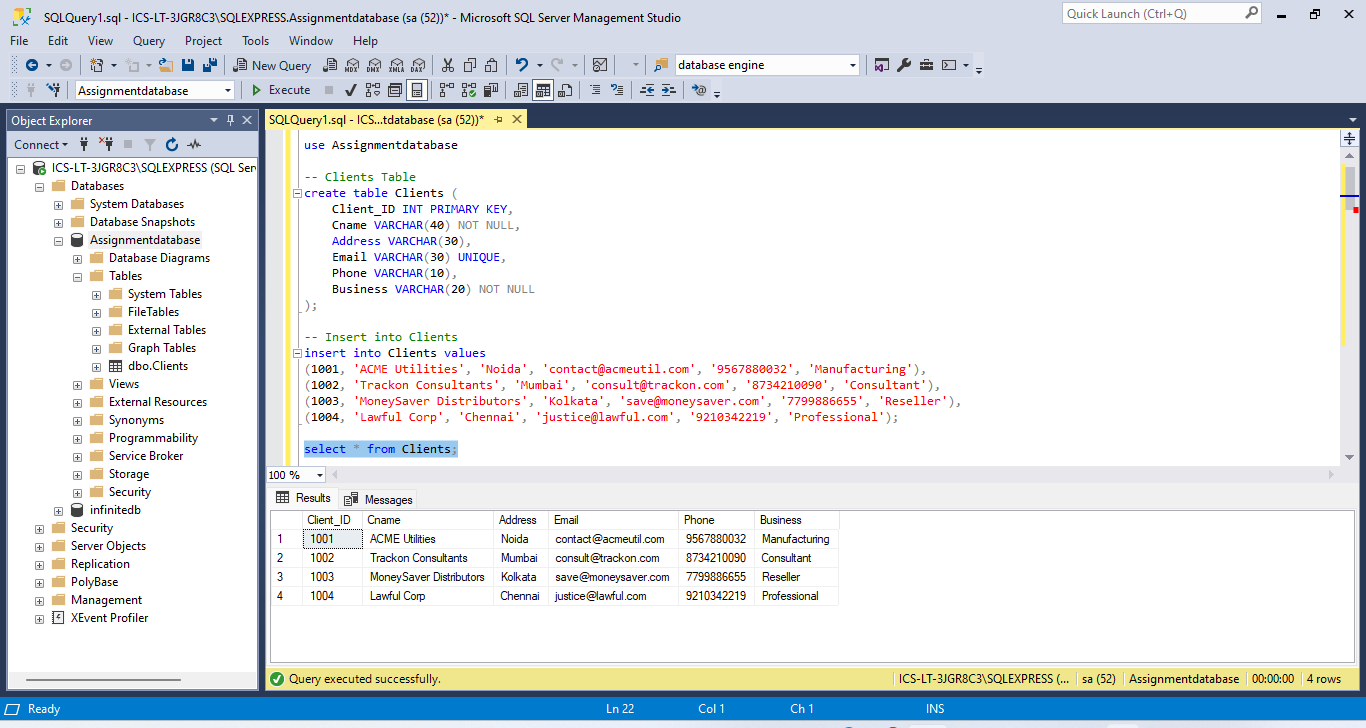 SQLQuery1.sql - ICS-LT-3JGR8C3\SQLEXPRESS.Assignmentdatabase (sa (52))* - Microsoft SQL Server Management Studio
Quick Launch (Ctrl+Q)
File Edit View Query Project Tools Window Help
New Query MDX DMX XMLA DAX database engine
Assignmentdatabase Execute
Object Explorer
Connect
ICS-LT-3JGR8C3\SQLEXPRESS (SQL Ser
Databases
System Databases
Database Snapshots
Assignmentdatabase
Database Diagrams
Tables
System Tables
FileTables
External Tables
Graph Tables
dbo.Clients
Views
External Resources
Synonyms
Programmability
Service Broker
Storage
Security
infinitedb
Security
Server Objects
Replication
PolyBase
Management
XEvent Profiler
SQLQuery1.sql - ICS...tdatabase (sa (52))*
use Assignmentdatabase
-- Clients Table
create table Clients (
Client_ID INT PRIMARY KEY,
Cname VARCHAR(40) NOT NULL,
Address VARCHAR(30),
Email VARCHAR(30) UNIQUE,
Phone VARCHAR(10),
Business VARCHAR(20) NOT NULL
);
-- Insert into Clients
insert into Clients values
(1001, 'ACME Utilities', 'Noida', 'contact@acmeutil.com', '9567880032', 'Manufacturing'),
(1002, 'Trackon Consultants', 'Mumbai', 'consult@trackon.com', '8734210090', 'Consultant'),
(1003, 'MoneySaver Distributors', 'Kolkata', 'save@moneysaver.com', '7799886655', 'Reseller'),
(1004, 'Lawful Corp', 'Chennai', 'justice@lawful.com', '9210342219', 'Professional');
select * from Clients;
100 %
Results Messages
Client_ID Cname Address Email Phone Business
1 1001 ACME Utilities Noida contact@acmeutil.com 9567880032 Manufacturing
2 1002 Trackon Consultants Mumbai consult@trackon.com 8734210090 Consultant
3 1003 MoneySaver Distributors Kolkata save@moneysaver.com 7799886655 Reseller
4 1004 Lawful Corp Chennai justice@lawful.com 9210342219 Professional
Query executed successfully. ICS-LT-3JGR8C3\SQLEXPRESS (... sa (52) Assignmentdatabase 00:00:00 4 rows
Ready Ln 22 Col 1 Ch 1 INS